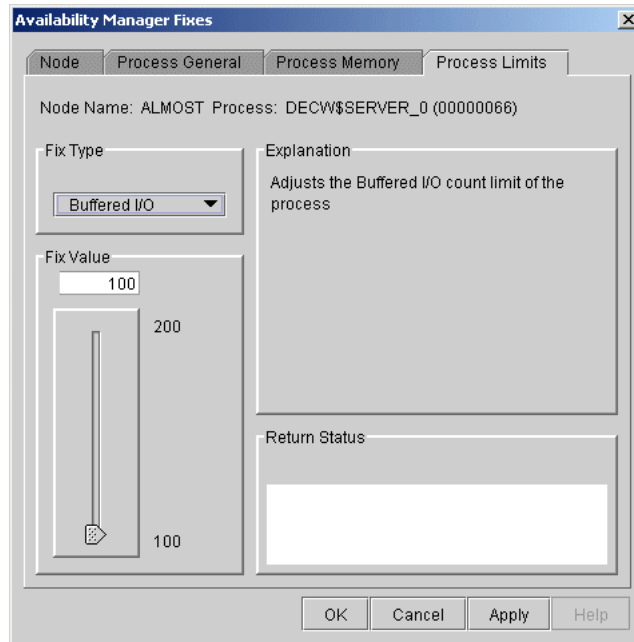 Availability Manager Fixes
Node Process General Process Memory Process Limits
Node Name: ALMOST Process: DECW$SERVER_0 (00000066)
Fix Type
Buffered I/O
Explanation
Adjusts the Buffered I/O count limit of the
process
Fix Value
100
200
100
Return Status
OK Cancel Apply Help